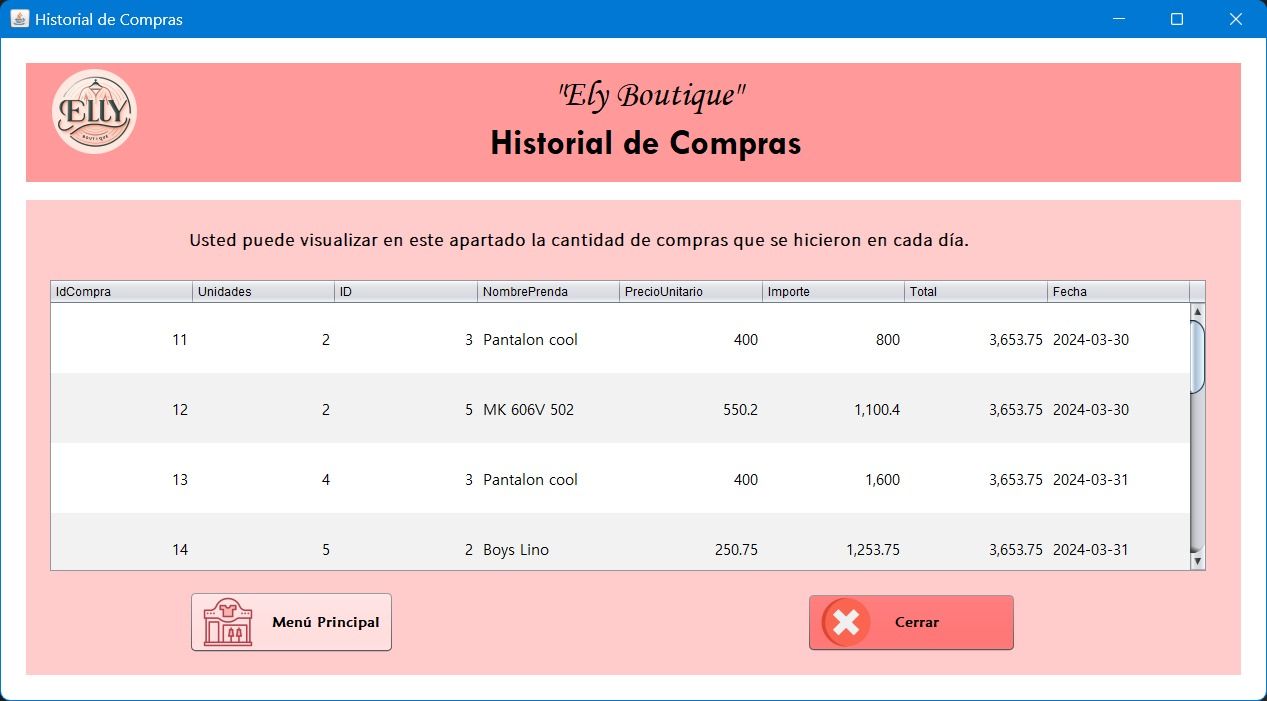 Historial de Compras
ELLY
BOUTIQUE
"Ely Boutique"
Historial de Compras
Usted puede visualizar en este apartado la cantidad de compras que se hicieron en cada día.
IdCompra Unidades ID NombrePrenda PrecioUnitario Importe Total Fecha
11 2 3 Pantalon cool 400 800 3,653.75 2024-03-30
12 2 5 MK 606V 502 550.2 1,100.4 3,653.75 2024-03-30
13 4 3 Pantalon cool 400 1,600 3,653.75 2024-03-31
14 5 2 Boys Lino 250.75 1,253.75 3,653.75 2024-03-31
Menú Principal Cerrar